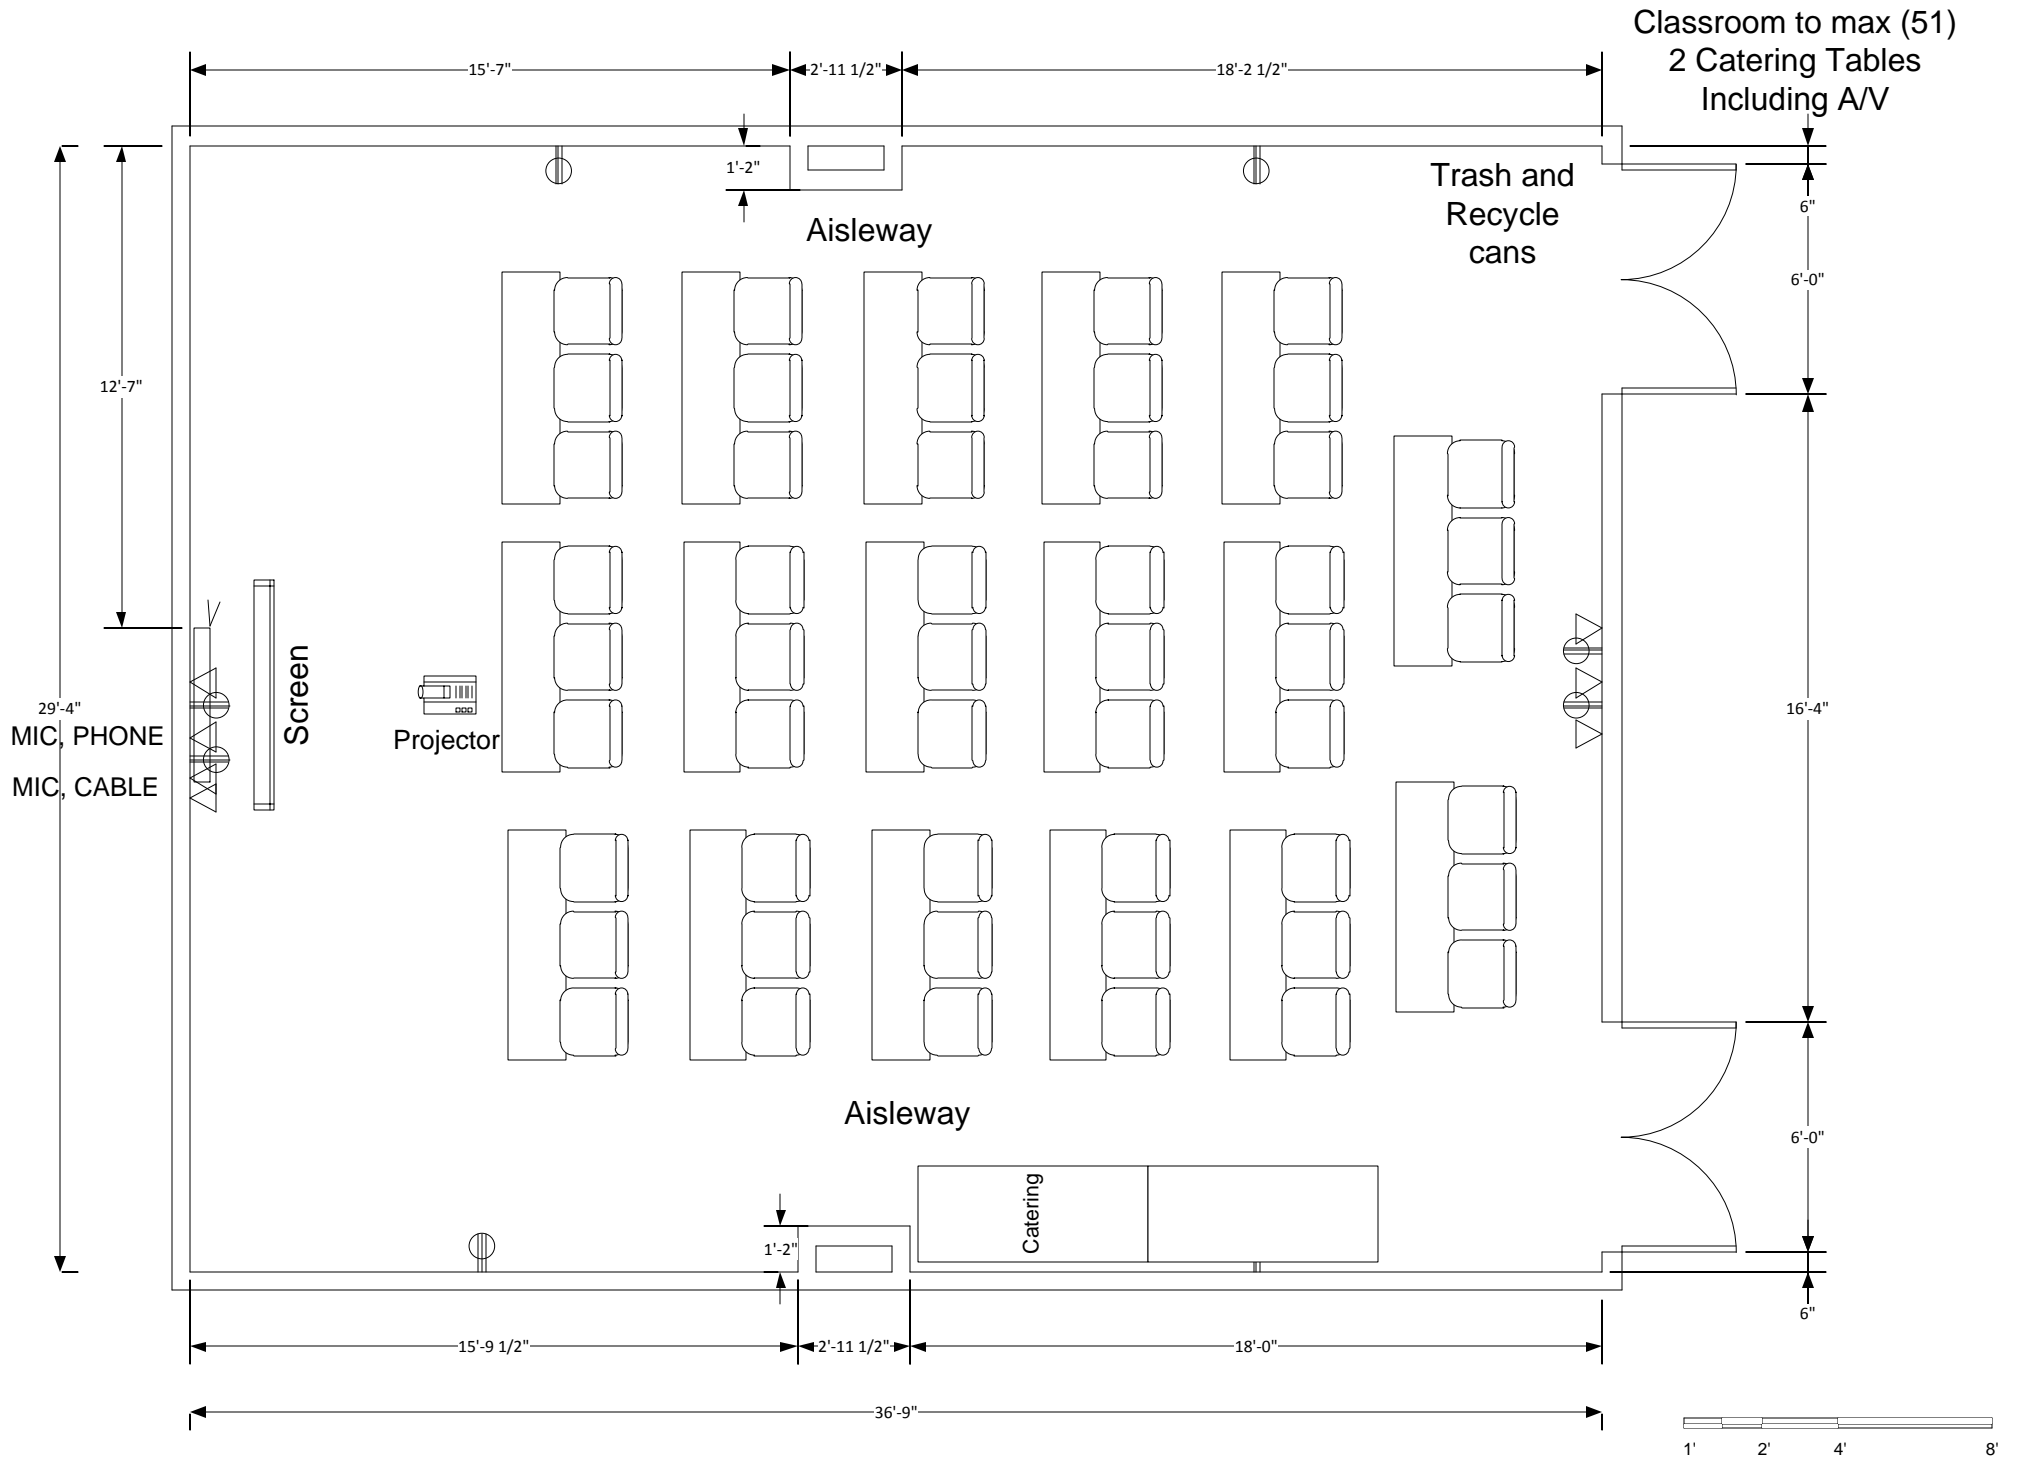 Classroom to max (51)
2 Catering Tables
Including A/V
15'-7"
2'-11 1/2"
18'-2 1/2"
1'-2"
Trash and
Recycle
cans
6"
Aisleway
6'-0"
12'-7"
Screen
29'-4"
MIC, PHONE
MIC, CABLE
Projector
16'-4"
Aisleway
6'-0"
Catering
1'-2"
6"
15'-9 1/2"
2'-11 1/2"
18'-0"
36'-9"
1' 2' 4' 8'